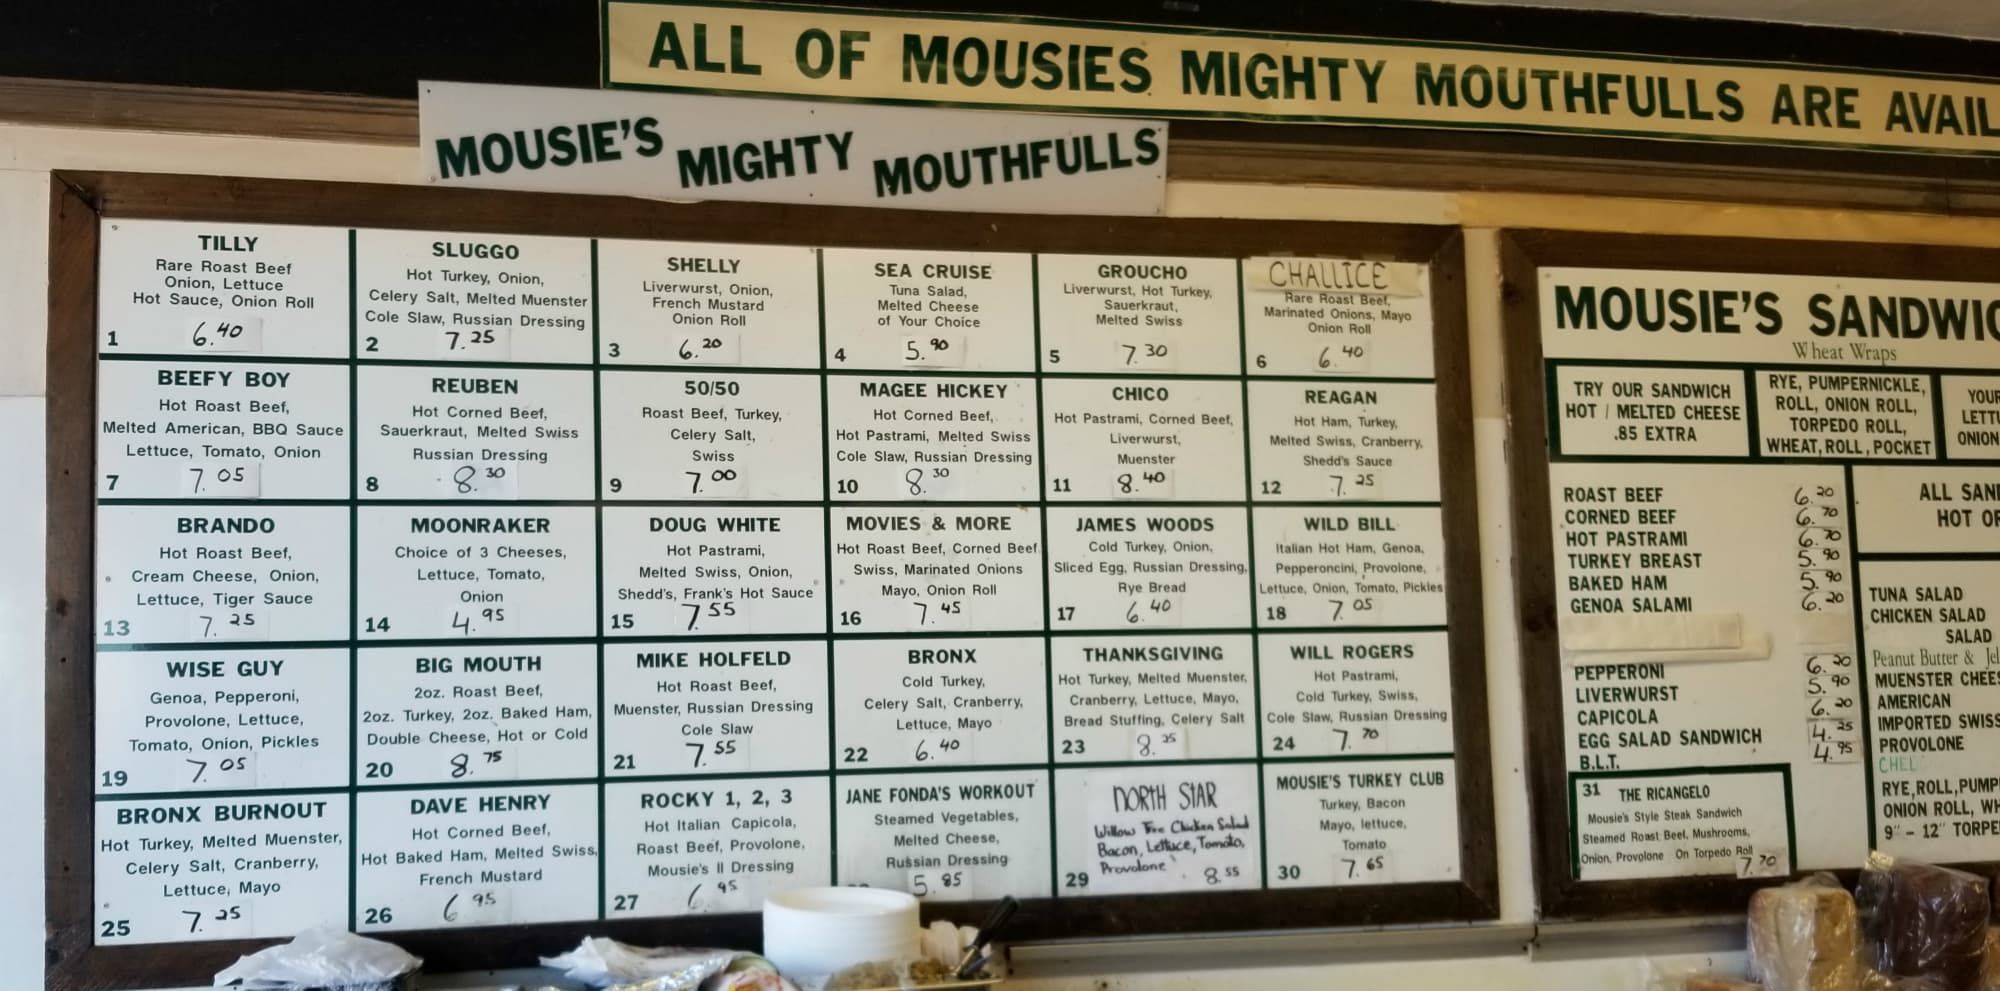 ALL OF MOUSIES MIGHTY MOUTHFULLS ARE AVAIL
MOUSIE'S MIGHTY MOUTHFULLS
TILLY
Rare Roast Beef
Onion, Lettuce
Hot Sauce, Onion Roll
1 6.40
SLUGGO
Hot Turkey, Onion,
Celery Salt, Melted Muenster
Cole Slaw, Russian Dressing
2 7.25
SHELLY
Liverwurst, Onion,
French Mustard
Onion Roll
3 6.20
SEA CRUISE
Tuna Salad,
Melted Cheese
of Your Choice
4 5.90
GROUCHO
Liverwurst, Hot Turkey,
Sauerkraut,
Melted Swiss
5 7.30
CHALLICE
Rare Roast Beef,
Marinated Onions, Mayo
Onion Roll
6 6.40
BEEFY BOY
Hot Roast Beef,
Melted American, BBQ Sauce
Lettuce, Tomato, Onion
7 7.05
REUBEN
Hot Corned Beef,
Sauerkraut, Melted Swiss
Russian Dressing
8 8.30
50/50
Roast Beef, Turkey,
Celery Salt,
Swiss
9 7.00
MAGEE HICKEY
Hot Corned Beef,
Hot Pastrami, Melted Swiss
Cole Slaw, Russian Dressing
10 8.30
CHICO
Hot Pastrami, Corned Beef,
Liverwurst,
Muenster
11 8.40
REAGAN
Hot Ham, Turkey,
Melted Swiss, Cranberry,
Shedd's Sauce
12 7.25
BRANDO
Hot Roast Beef,
Cream Cheese, Onion,
Lettuce, Tiger Sauce
13 7.25
MOONRAKER
Choice of 3 Cheeses,
Lettuce, Tomato,
Onion
14 4.95
DOUG WHITE
Hot Pastrami,
Melted Swiss, Onion,
Shedd's, Frank's Hot Sauce
15 7.55
MOVIES & MORE
Hot Roast Beef, Corned Beef
Swiss, Marinated Onions
Mayo, Onion Roll
16 7.45
JAMES WOODS
Cold Turkey, Onion,
Sliced Egg, Russian Dressing,
Rye Bread
17 6.40
WILD BILL
Italian Hot Ham, Genoa,
Pepperoncini, Provolone,
Lettuce, Onion, Tomato, Pickles
18 7.05
WISE GUY
Genoa, Pepperoni,
Provolone, Lettuce,
Tomato, Onion, Pickles
19 7.05
BIG MOUTH
2oz. Roast Beef,
2oz. Turkey, 2oz. Baked Ham,
Double Cheese, Hot or Cold
20 8.75
MIKE HOLFELD
Hot Roast Beef,
Muenster, Russian Dressing
Cole Slaw
21 7.55
BRONX
Cold Turkey,
Celery Salt, Cranberry,
Lettuce, Mayo
22 6.40
THANKSGIVING
Hot Turkey, Melted Muenster,
Cranberry, Lettuce, Mayo,
Bread Stuffing, Celery Salt
23 8.25
WILL ROGERS
Hot Pastrami,
Cold Turkey, Swiss,
Cole Slaw, Russian Dressing
24 7.70
BRONX BURNOUT
Hot Turkey, Melted Muenster,
Celery Salt, Cranberry,
Lettuce, Mayo
25 7.25
DAVE HENRY
Hot Corned Beef,
Hot Baked Ham, Melted Swiss,
French Mustard
26 6.95
ROCKY 1, 2, 3
Hot Italian Capicola,
Roast Beef, Provolone,
Mousie's II Dressing
27 6.95
JANE FONDA'S WORKOUT
Steamed Vegetables,
Melted Cheese,
Russian Dressing
5.85
NORTH STAR
Willow Tree Chicken Salad
Bacon, Lettuce, Tomato,
Provolone
29 8.55
MOUSIE'S TURKEY CLUB
Turkey, Bacon
Mayo, lettuce,
Tomato
30 7.65
MOUSIE'S SANDWIC
Wheat Wraps
TRY OUR SANDWICH
HOT / MELTED CHEESE
.85 EXTRA
RYE, PUMPERNICKLE,
ROLL, ONION ROLL,
TORPEDO ROLL,
WHEAT, ROLL, POCKET
YOUR
LETTU
ONION
ROAST BEEF 6.20
CORNED BEEF 6.70
HOT PASTRAMI 6.70
TURKEY BREAST 5.90
BAKED HAM 5.90
GENOA SALAMI 6.20
PEPPERONI 6.20
LIVERWURST 5.90
CAPICOLA 6.20
EGG SALAD SANDWICH 4.25
B.L.T. 4.95
ALL SAN
HOT OR
TUNA SALAD
CHICKEN SALAD
SALAD
Peanut Butter & Jel
MUENSTER CHEES
AMERICAN
IMPORTED SWISS
PROVOLONE
CHEE
RYE, ROLL, PUMP
ONION ROLL, WH
9" - 12" TORPE
31 THE RICANGELO
Mousie's Style Steak Sandwich
Steamed Roast Beef, Mushrooms,
Onion, Provolone On Torpedo Roll
7.70